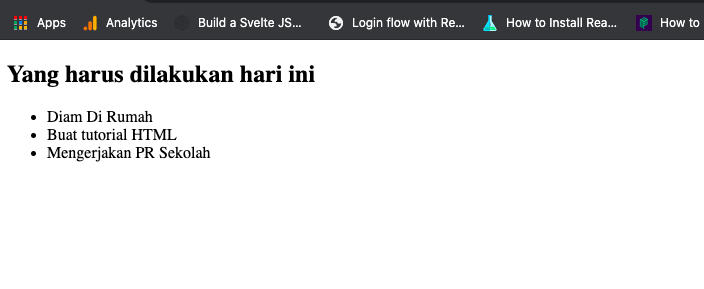 Apps Analytics Build a Svelte JS... Login flow with Re... How to Install Rea... How to
Yang harus dilakukan hari ini
Diam Di Rumah
Buat tutorial HTML
Mengerjakan PR Sekolah